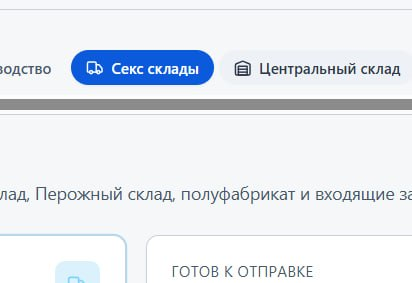 водство Секс склады Центральный склад
лад, Перожный склад, полуфабрикат и входящие за
ГОТОВ К ОТПРАВКЕ